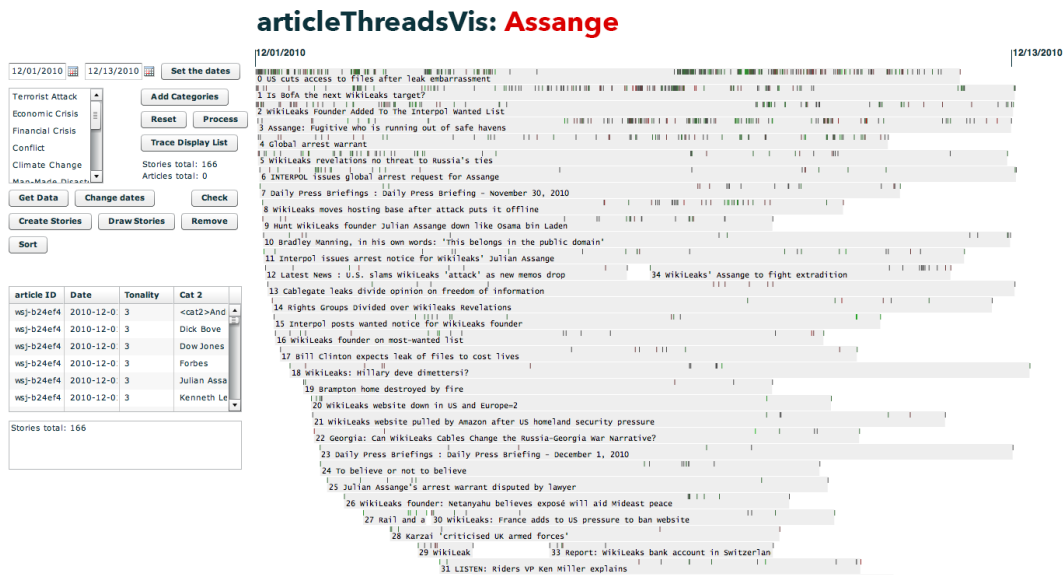 articleThreadsVis: Assange
12/01/2010
12/13/2010
12/01/2010 12/13/2010 Set the dates
Terrorist Attack
Economic Crisis
Financial Crisis
Conflict
Climate Change
Man-Made Disast
Add Categories
Reset Process
Trace Display List
Stories total: 166
Articles total: 0
Get Data Change dates Check
Create Stories Draw Stories Remove
Sort
article ID Date Tonality Cat 2
wsj-b24ef4 2010-12-0 3 <cat2>And
wsj-b24ef4 2010-12-0 3 Dick Bove
wsj-b24ef4 2010-12-0 3 Dow Jones
wsj-b24ef4 2010-12-0 3 Forbes
wsj-b24ef4 2010-12-0 3 Julian Assa
wsj-b24ef4 2010-12-0 3 Kenneth Le
Stories total: 166
0 US cuts access to files after leak embarrassment
1 Is BofA the next WikiLeaks target?
2 WikiLeaks Founder Added To The Interpol Wanted List
3 Assange: Fugitive who is running out of safe havens
4 Global arrest warrant
5 WikiLeaks revelations no threat to Russia's ties
6 INTERPOL issues global arrest request for Assange
7 Daily Press Briefings : Daily Press Briefing - November 30, 2010
8 WikiLeaks moves hosting base after attack puts it offline
9 Hunt WikiLeaks founder Julian Assange down like Osama bin Laden
10 Bradley Manning, in his own words: 'This belongs in the public domain'
11 Interpol issues arrest notice for Wikileaks' Julian Assange
12 Latest News : U.S. slams WikiLeaks 'attack' as new memos drop 34 WikiLeaks' Assange to fight extradition
13 Cablegate leaks divide opinion on freedom of information
14 Rights Groups Divided over Wikileaks Revelations
15 Interpol posts wanted notice for WikiLeaks founder
16 WikiLeaks founder on most-wanted list
17 Bill Clinton expects leak of files to cost lives
18 WikiLeaks: Hillary deve dimettersi?
19 Brampton home destroyed by fire
20 WikiLeaks website down in US and Europe=2
21 WikiLeaks website pulled by Amazon after US homeland security pressure
22 Georgia: Can WikiLeaks Cables Change the Russia-Georgia War Narrative?
23 Daily Press Briefings : Daily Press Briefing - December 1, 2010
24 To believe or not to believe
25 Julian Assange's arrest warrant disputed by lawyer
26 WikiLeaks founder: Netanyahu believes exposé will aid Mideast peace
27 Rail and a 30 WikiLeaks: France adds to US pressure to ban website
28 Karzai 'criticised UK armed forces'
29 WikiLeak 33 Report: WikiLeaks bank account in Switzerlan
31 LISTEN: Riders VP Ken Miller explains